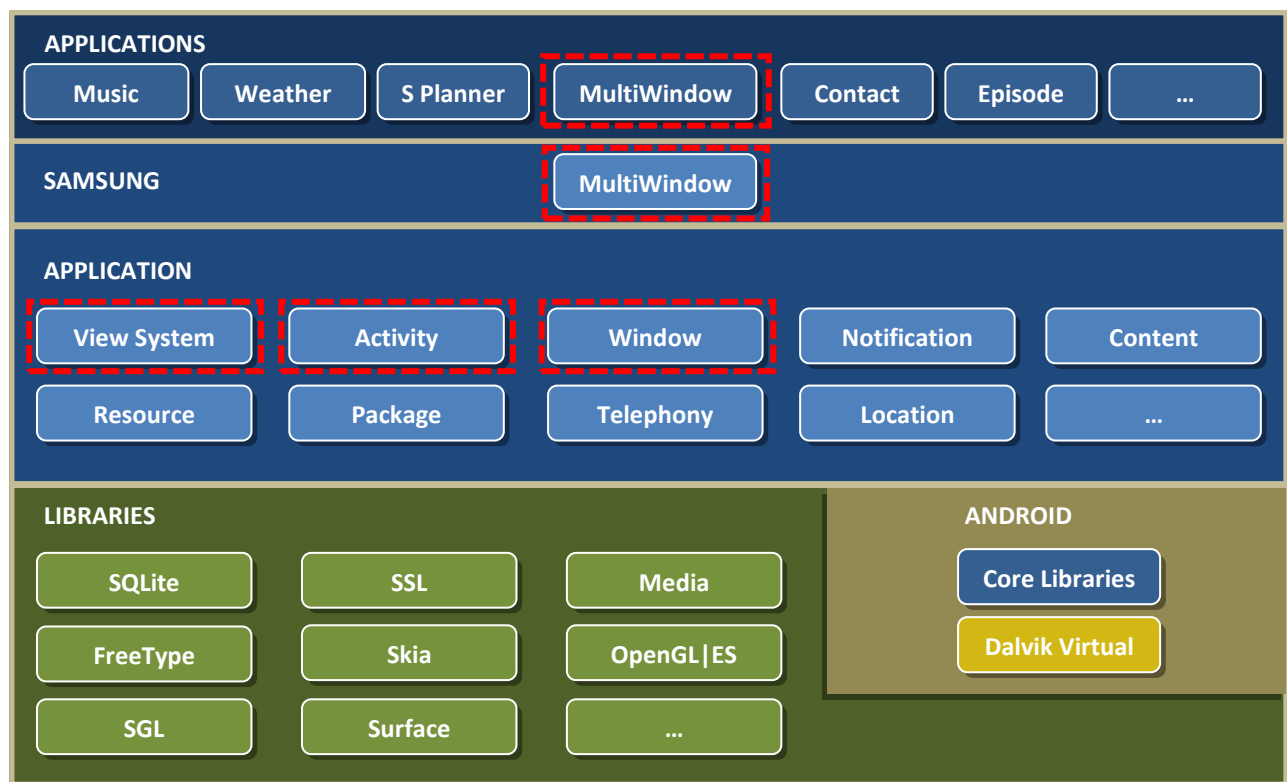 APPLICATIONS
Music Weather S Planner MultiWindow Contact Episode ...
SAMSUNG
MultiWindow
APPLICATION
View System Activity Window Notification Content
Resource Package Telephony Location ...
LIBRARIES
SQLite SSL Media
FreeType Skia OpenGL|ES
SGL Surface ...
ANDROID
Core Libraries
Dalvik Virtual